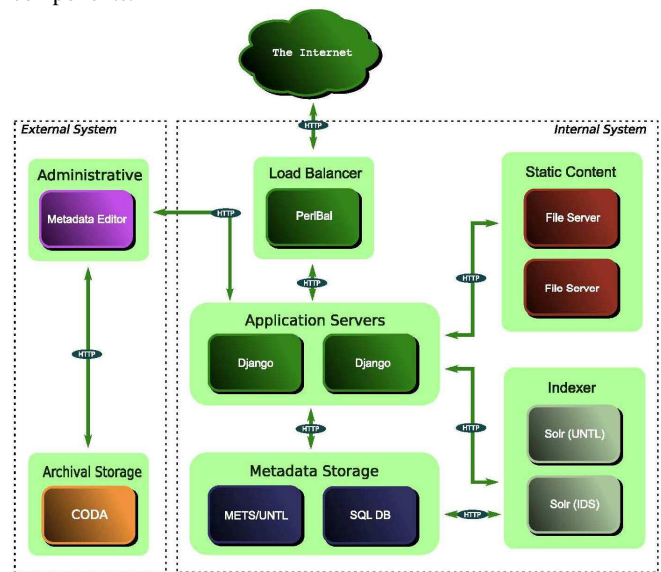 components.
The Internet
HTTP
External System
Internal System
Administrative
Metadata Editor
HTTP
Load Balancer
PerlBal
Static Content
File Server
File Server
HTTP
HTTP
Application Servers
Django
Django
HTTP
HTTP
HTTP
Indexer
Solr (UNTL)
Solr (IDS)
Archival Storage
CODA
Metadata Storage
METS/UNTL
SQL DB
HTTP